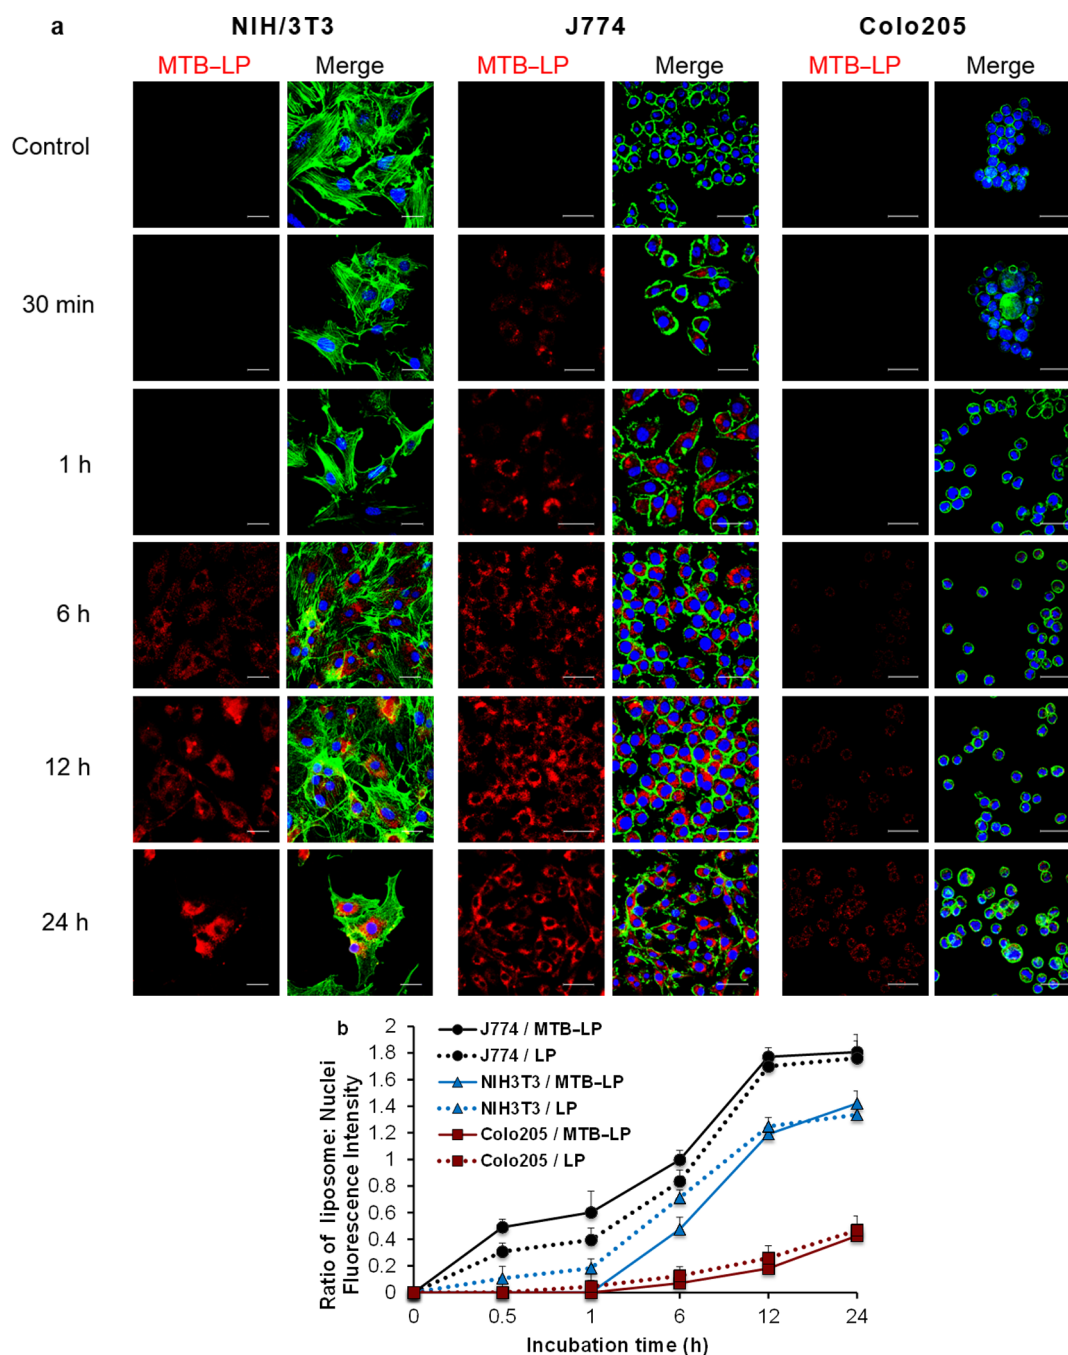 a NIH/3T3 J774 Colo205
MTB–LP Merge MTB–LP Merge MTB–LP Merge
Control
30 min
1 h
6 h
12 h
24 h
b
J774 / MTB–LP
J774 / LP
NIH3T3 / MTB–LP
NIH3T3 / LP
Colo205 / MTB–LP
Colo205 / LP
Ratio of liposome: Nuclei
Fluorescence Intensity
2
1.8
1.6
1.4
1.2
1
0.8
0.6
0.4
0.2
0
0 0.5 1 6 12 24
Incubation time (h)